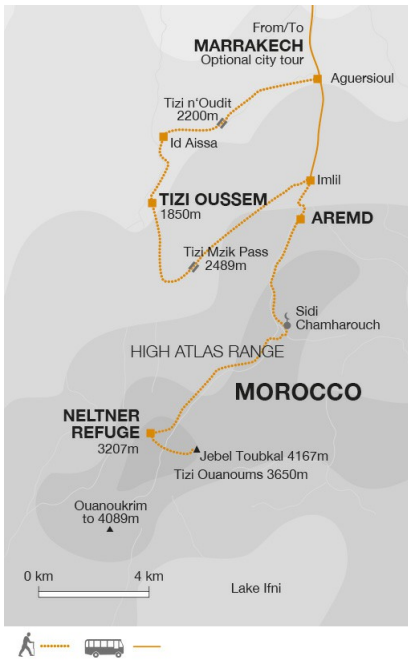 From/To
MARRAKECH
Optional city tour
Aguersioul
Tizi n'Oudit
2200m
Id Aissa
Imlil
TIZI OUSSEM
1850m
AREMD
Tizi Mzik Pass
2489m
Sidi
Chamharouch
HIGH ATLAS RANGE
MOROCCO
NELTNER
REFUGE
3207m
Jebel Toubkal 4167m
Tizi Ouanoums 3650m
Ouanoukrim
to 4089m
0 km
4 km
Lake Ifni